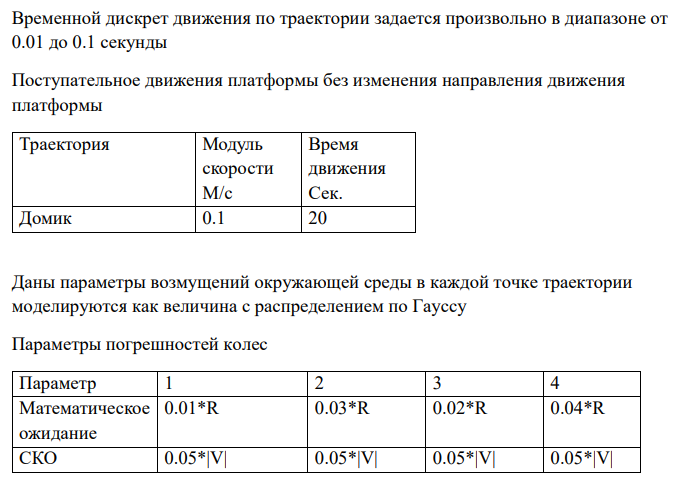 Временной дискрет движения по траектории задается произвольно в диапазоне от
0.01 до 0.1 секунды
Поступательное движения платформы без изменения направления движения
платформы
Траектория Модуль Время
скорости движения
М/с Сек.
Домик 0.1 20
Даны параметры возмущений окружающей среды в каждой точке траектории
моделируются как величина с распределением по Гауссу
Параметры погрешностей колес
Параметр 1 2 3 4
Математическое 0.01*R 0.03*R 0.02*R 0.04*R
ожидание
СКО 0.05*|V| 0.05*|V| 0.05*|V| 0.05*|V|